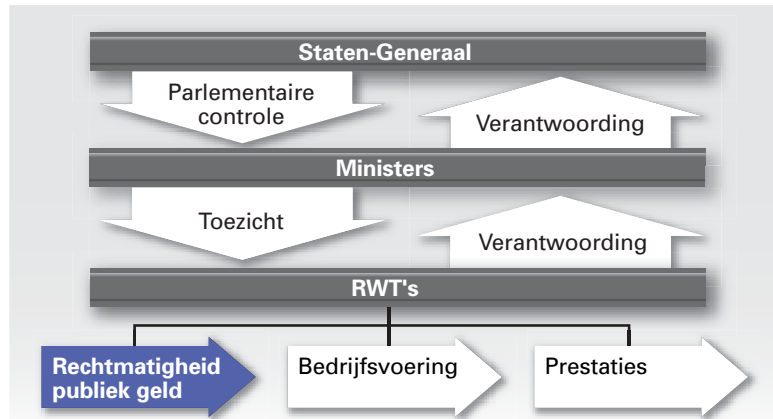 Staten-Generaal
Parlementaire
controle
Verantwoording
Ministers
Toezicht
Verantwoording
RWT's
Rechtmatigheid
publiek geld
Bedrijfsvoering
Prestaties